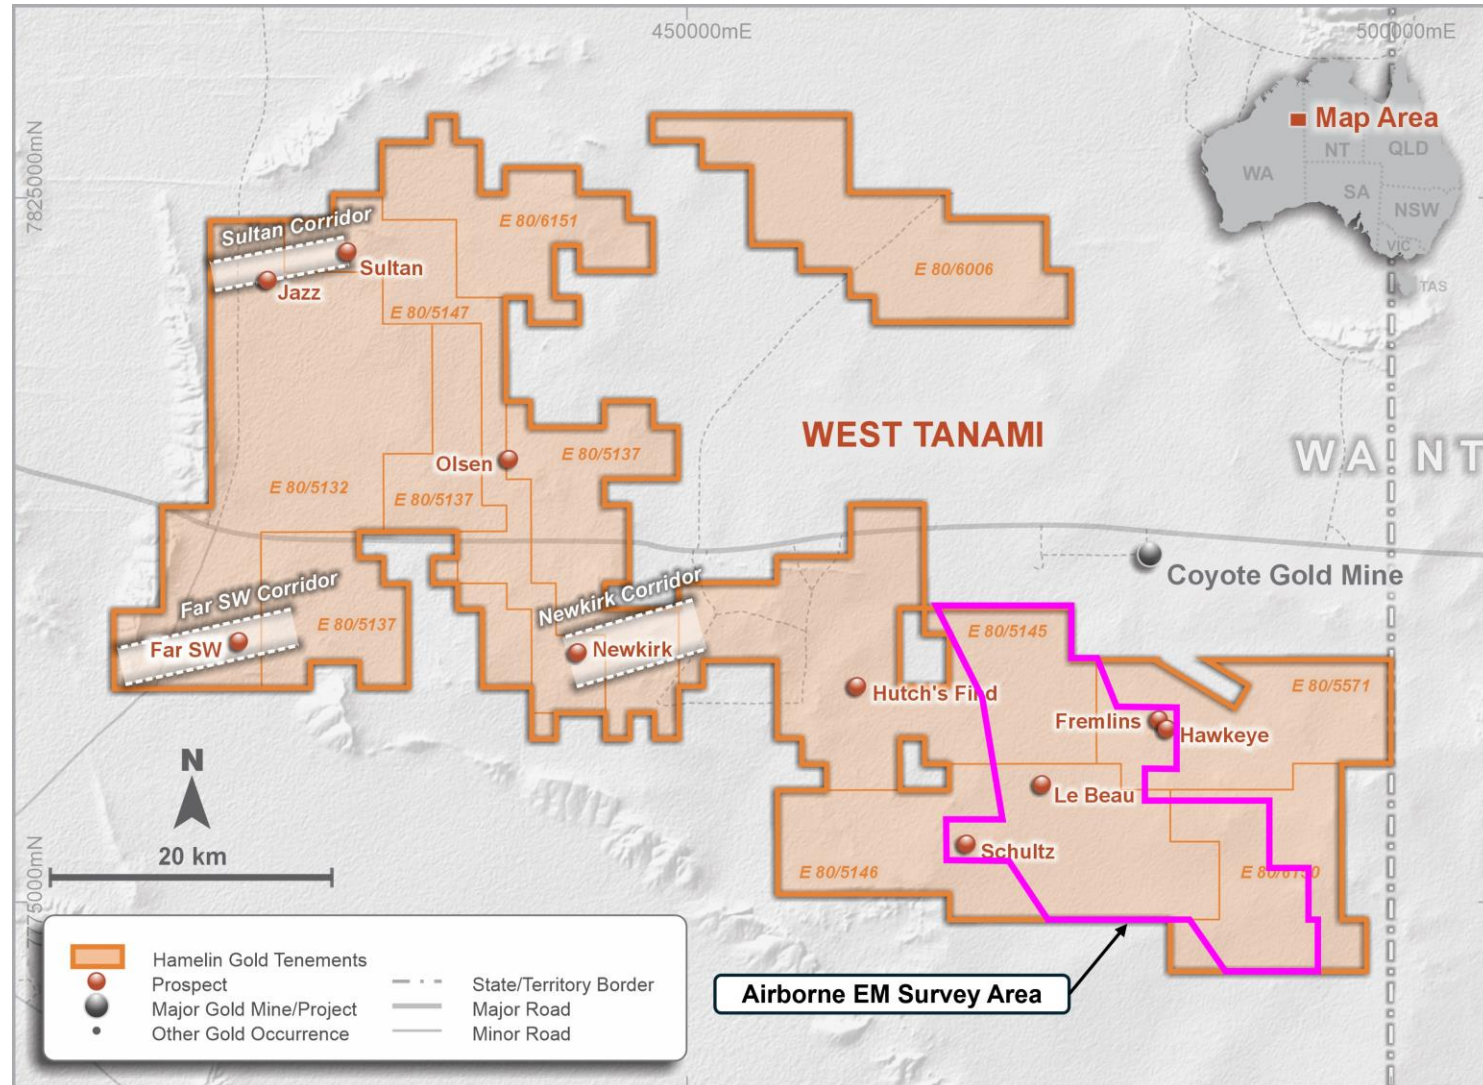 450000mE
500000mE
7825000mN
Map Area
WA
NT
QLD
SA
NSW
VIC
TAS
E 80/6151
Sultan Corridor
Sultan
Jazz
E 80/6006
E 80/5147
WEST TANAMI
WA
NT
Olsen
E 80/5137
E 80/5132
E 80/5137
Coyote Gold Mine
Far SW Corridor
Newkirk Corridor
E 80/5137
Far SW
Newkirk
E 80/5145
Hutch's Find
E 80/5571
Fremlins
Hawkeye
Le Beau
N
20 km
Schultz
E 80/5146
E 80/6150
7775000mN
Airborne EM Survey Area
Hamelin Gold Tenements
Prospect
Major Gold Mine/Project
Other Gold Occurrence
State/Territory Border
Major Road
Minor Road